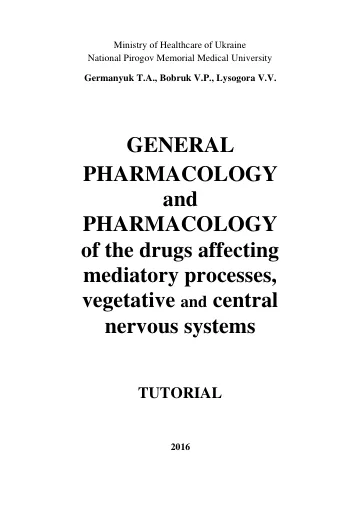 Ministry of Healthcare of Ukraine
National Pirogov Memorial Medical University
Germanyuk T.A., Bobruk V.P., Lysogora V.V.
GENERAL
PHARMACOLOGY
and
PHARMACOLOGY
of the drugs affecting
mediatory processes,
vegetative and central
nervous systems
TUTORIAL
2016